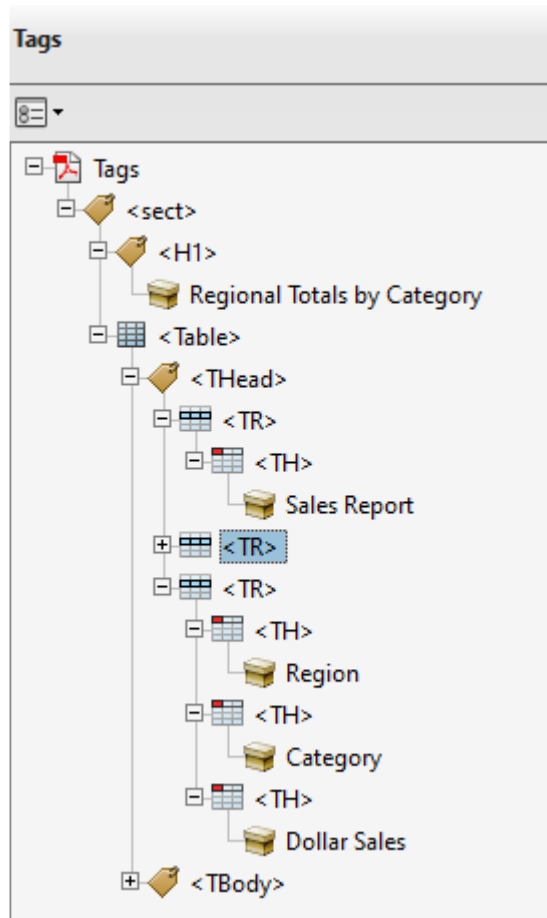 Tags
Tags
<sect>
<H1>
Regional Totals by Category
<Table>
<THead>
<TR>
<TH>
Sales Report
<TR>
<TR>
<TH>
Region
<TH>
Category
<TH>
Dollar Sales
<TBody>